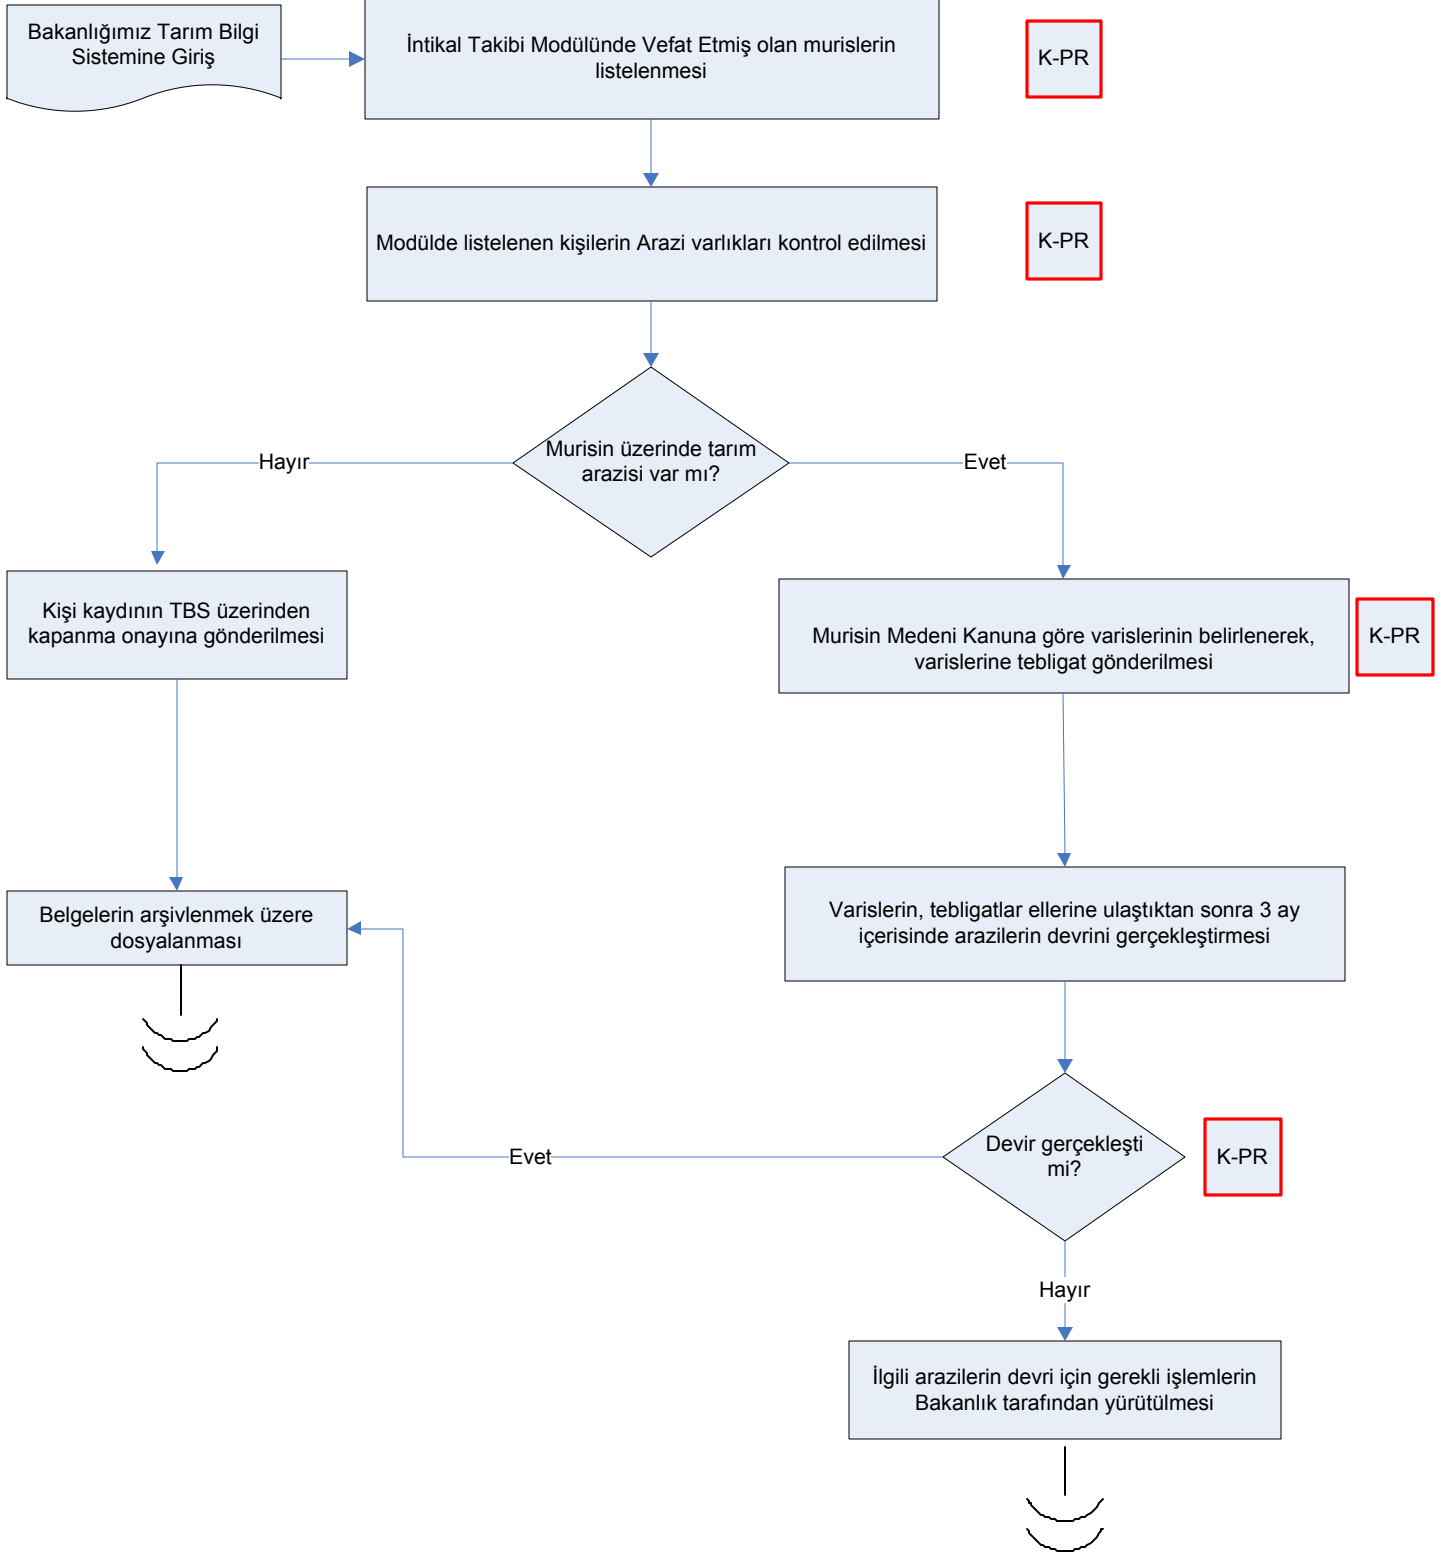 Bakanlığımız Tarım Bilgi
Sistemine Giriş
İntikal Takibi Modülünde Vefat Etmiş olan murislerin
listelenmesi
K-PR
Modülde listelenen kişilerin Arazi varlıkları kontrol edilmesi
K-PR
Murisin üzerinde tarım
arazisi var mı?
Hayır
Evet
Kişi kaydının TBS üzerinden
kapanma onayına gönderilmesi
Murisin Medeni Kanuna göre varislerinin belirlenerek,
varislerine tebligat gönderilmesi
K-PR
Belgelerin arşivlenmek üzere
dosyalanması
Varislerin, tebligatlar ellerine ulaştıktan sonra 3 ay
içerisinde arazilerin devrini gerçekleştirmesi
Devir gerçekleşti
mi?
K-PR
Evet
Hayır
İlgili arazilerin devri için gerekli işlemlerin
Bakanlık tarafından yürütülmesi